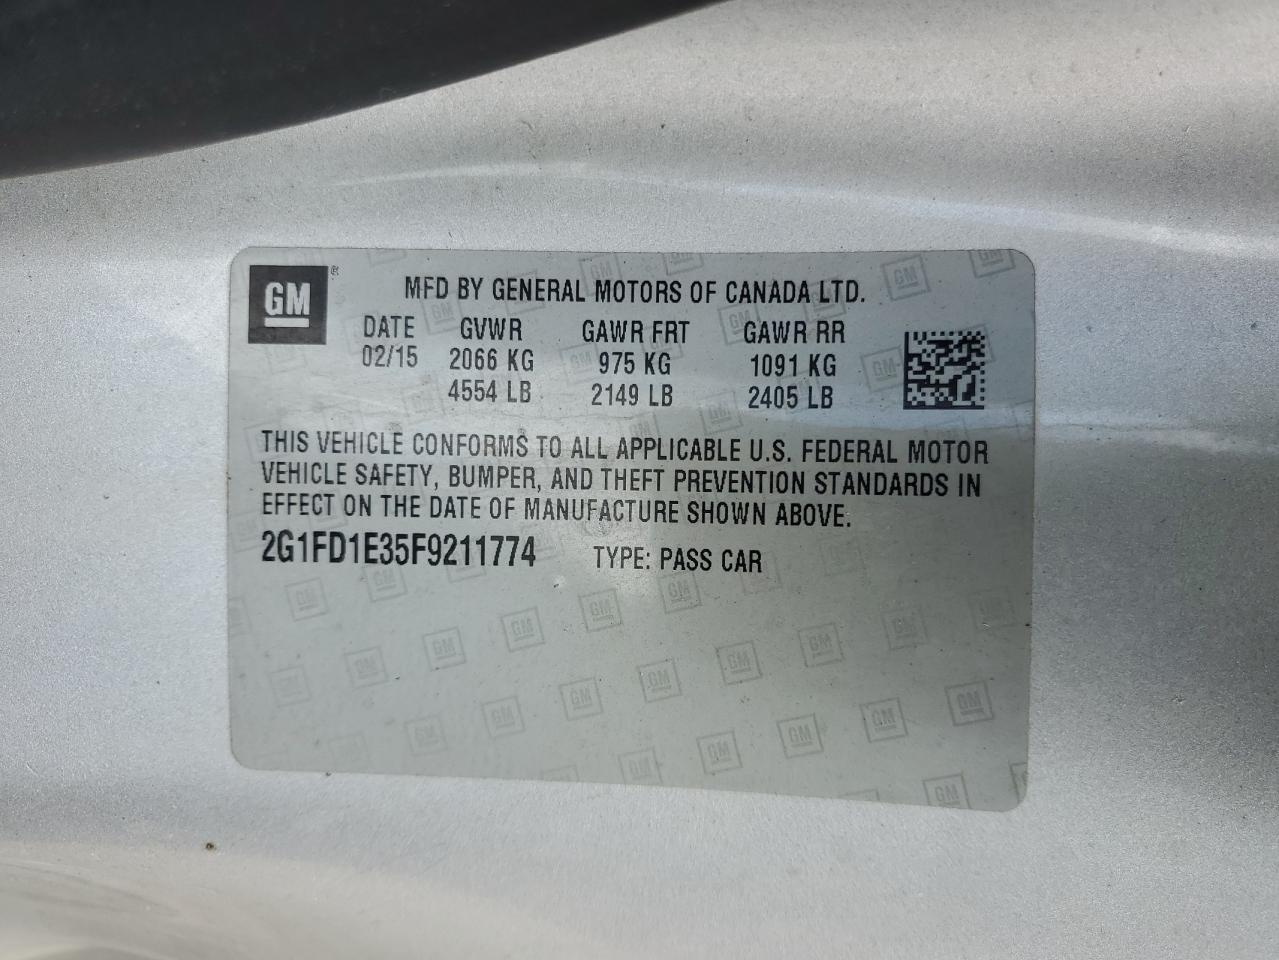 GM ®
MFD BY GENERAL MOTORS OF CANADA LTD.
DATE GVWR GAWR FRT GAWR RR
02/15 2066 KG 975 KG 1091 KG
4554 LB 2149 LB 2405 LB
THIS VEHICLE CONFORMS TO ALL APPLICABLE U.S. FEDERAL MOTOR
VEHICLE SAFETY, BUMPER, AND THEFT PREVENTION STANDARDS IN
EFFECT ON THE DATE OF MANUFACTURE SHOWN ABOVE.
2G1FD1E35F9211774 TYPE: PASS CAR